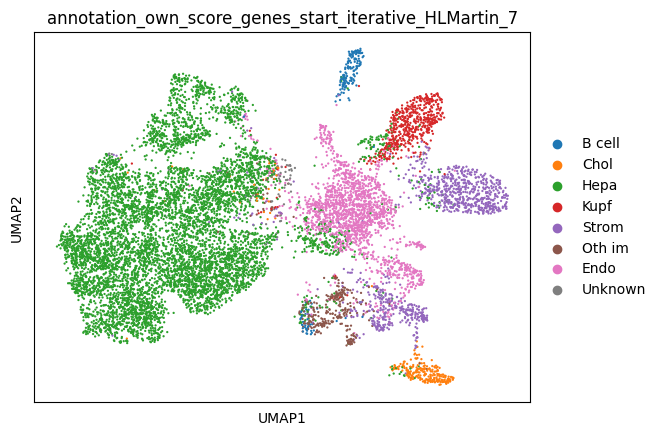 annotation_own_score_genes_start_iterative_HLMartin_7
UMAP2
B cell
Chol
Hepa
Kupf
Strom
Oth im
Endo
Unknown
UMAP1